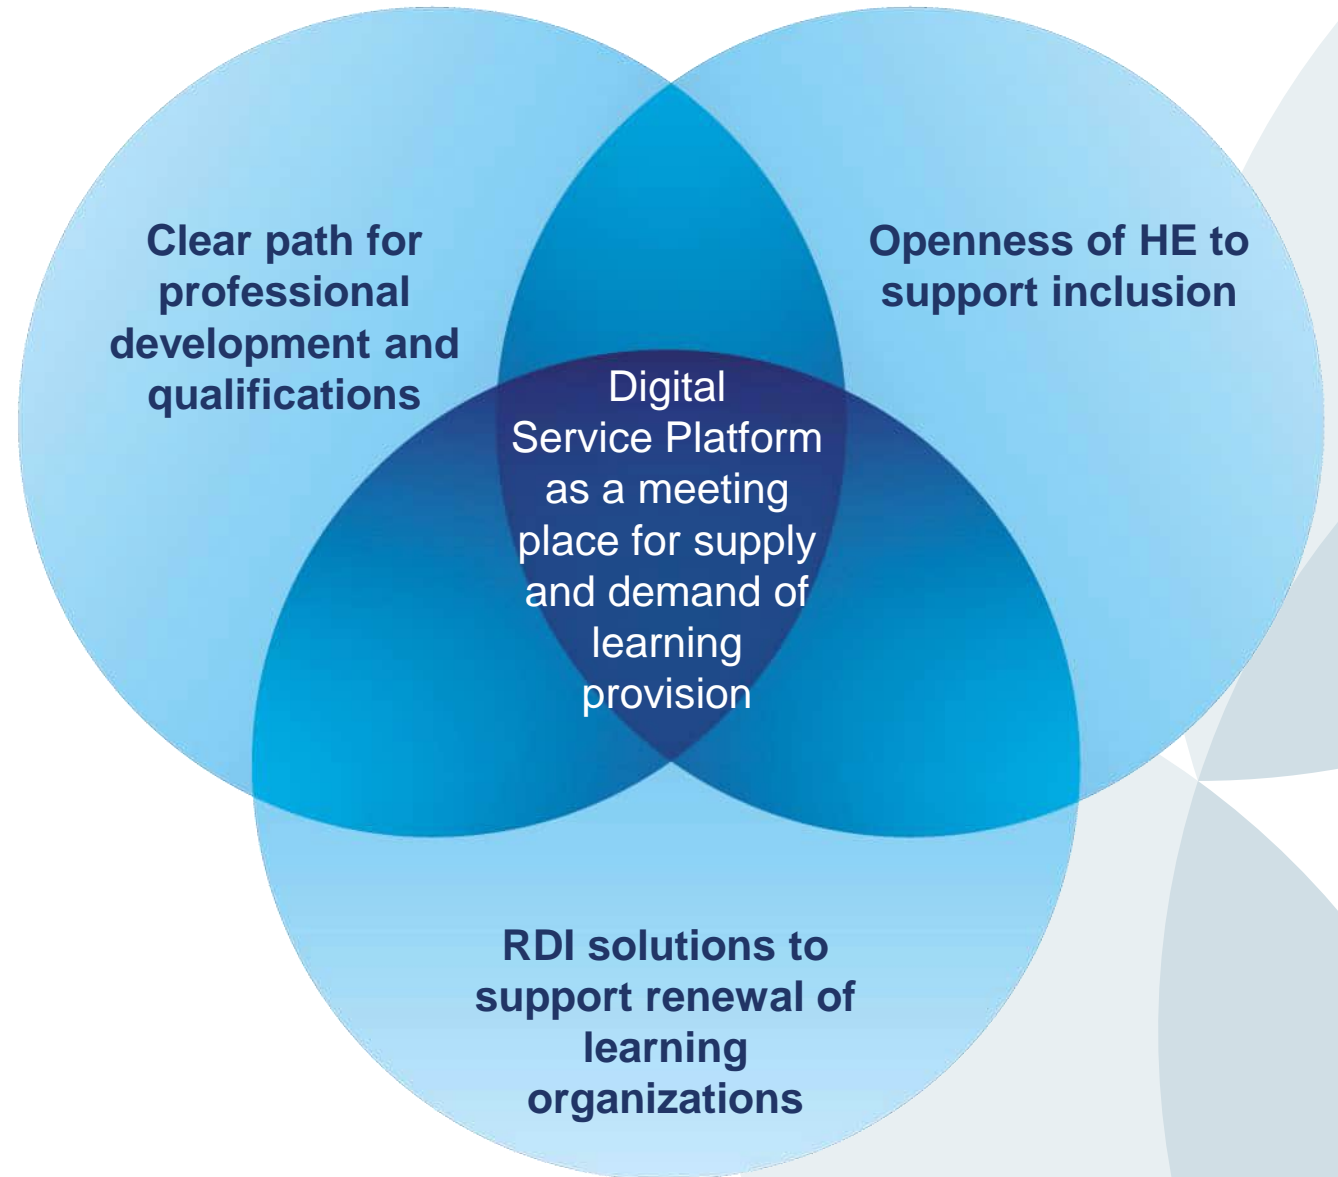 Clear path for
professional
development and
qualifications
Openness of HE to
support inclusion
Digital
Service Platform
as a meeting
place for supply
and demand of
learning
provision
RDI solutions to
support renewal of
learning
organizations